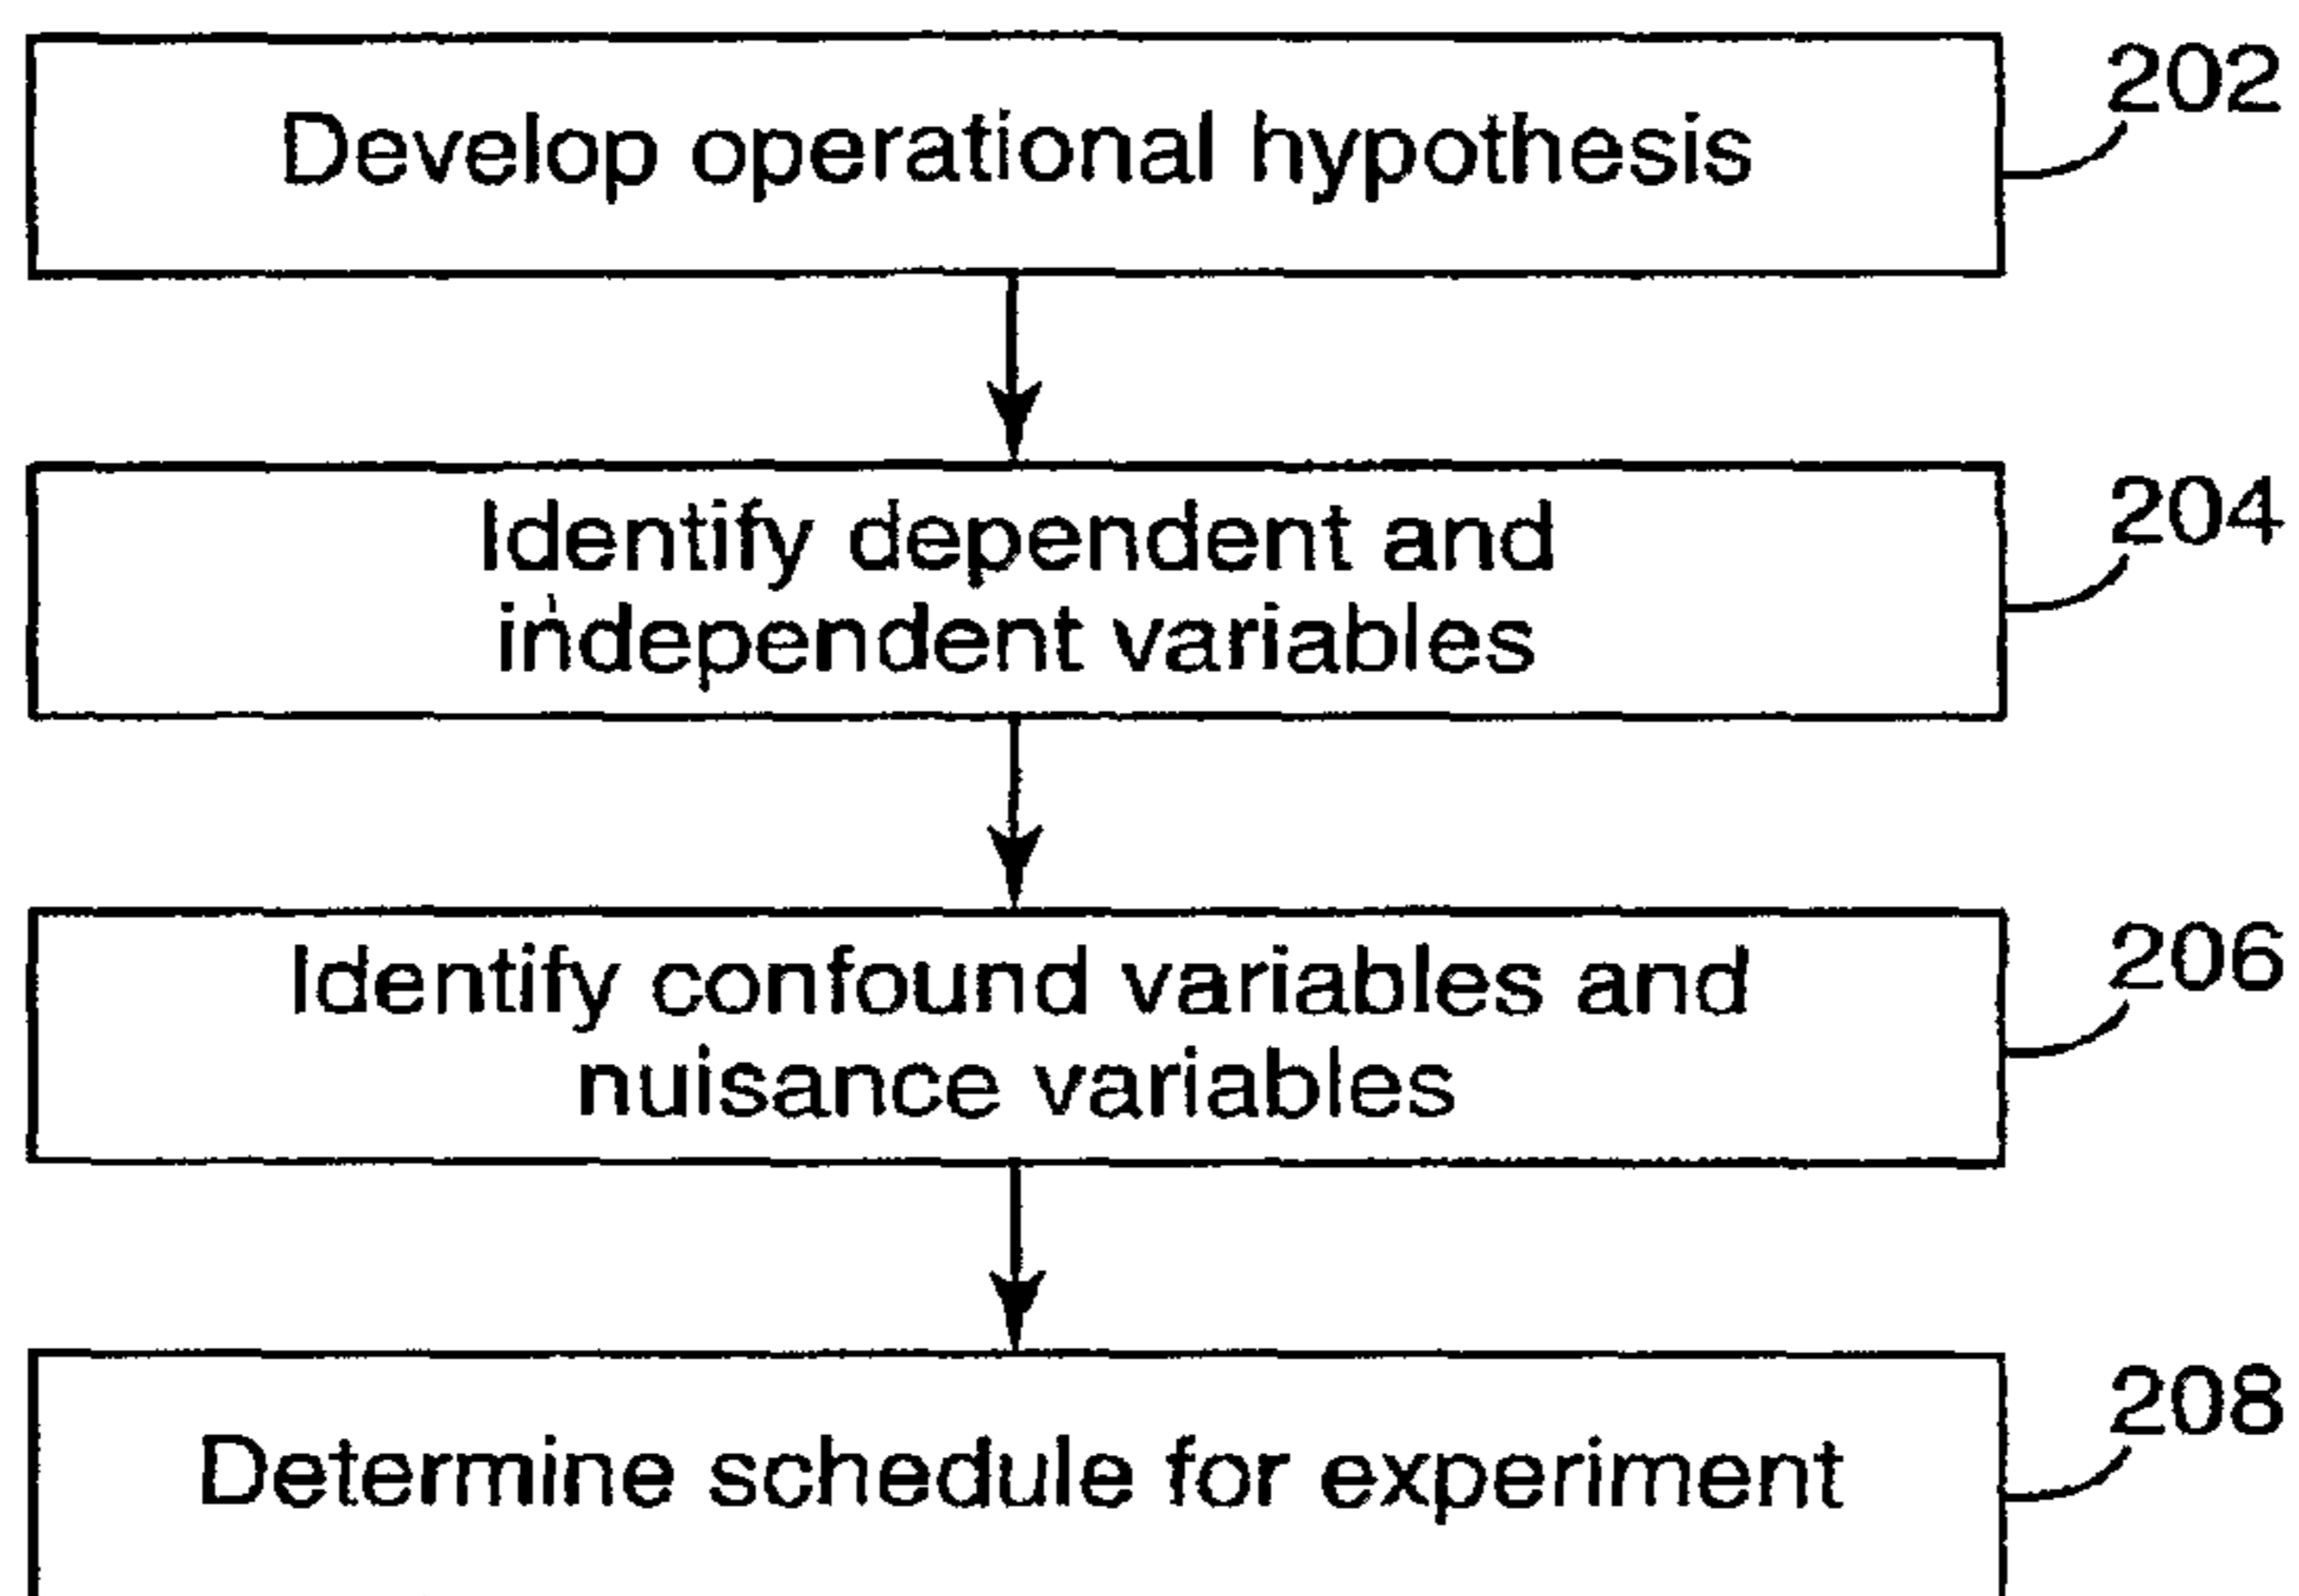 Develop operational hypothesis
202
Identify dependent and
independent variables
204
Identify confound variables and
nuisance variables
206
Determine schedule for experiment
208